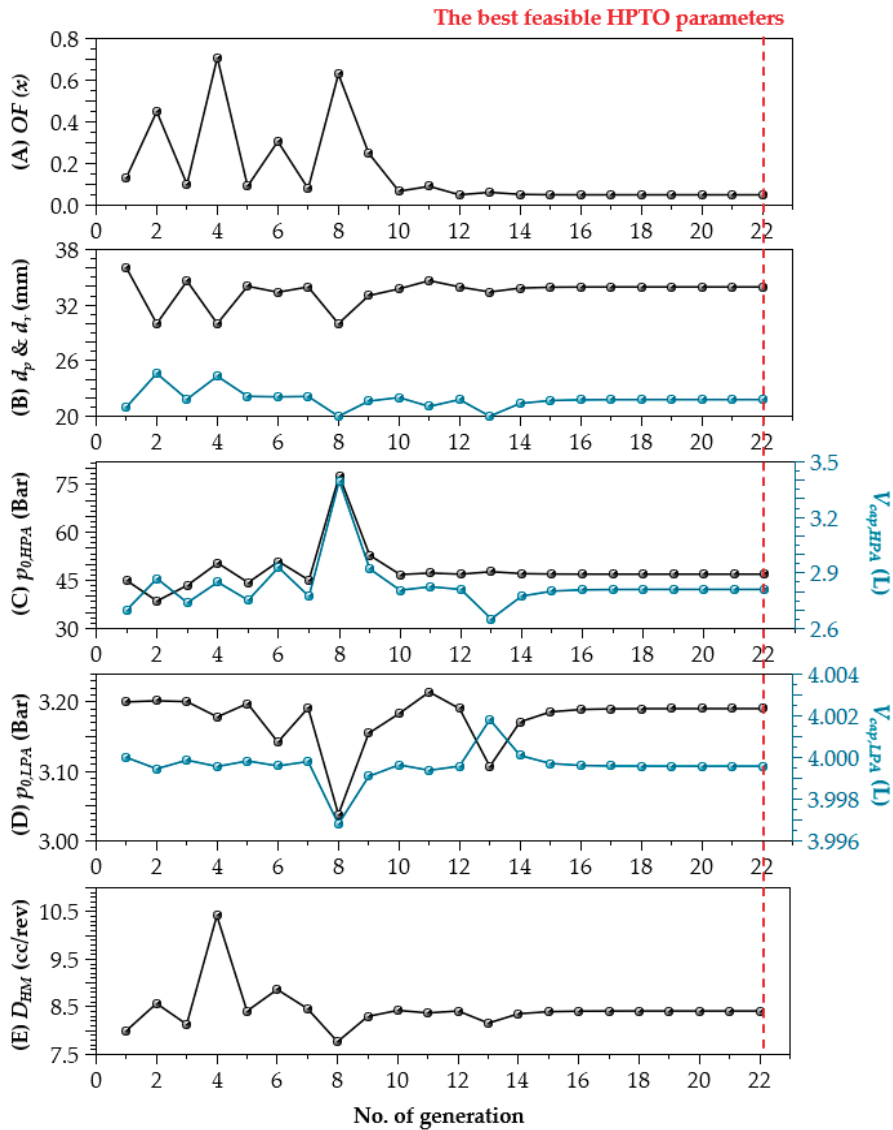 The best feasible HPTO parameters
(A) OF (x)
0.8
0.6
0.4
0.2
0.0
0 2 4 6 8 10 12 14 16 18 20 22
(B) dp & dr (mm)
38
32
26
20
0 2 4 6 8 10 12 14 16 18 20 22
(C) p0,HPA (Bar)
75
60
45
30
3.5
3.2
2.9
2.6
Vcap,HPA (L)
0 2 4 6 8 10 12 14 16 18 20 22
(D) p0,LPA (Bar)
3.20
3.10
3.00
4.004
4.002
4.000
3.998
3.996
Vcap,LPA (L)
0 2 4 6 8 10 12 14 16 18 20 22
(E) DHM (cc/rev)
10.5
9.5
8.5
7.5
0 2 4 6 8 10 12 14 16 18 20 22
No. of generation